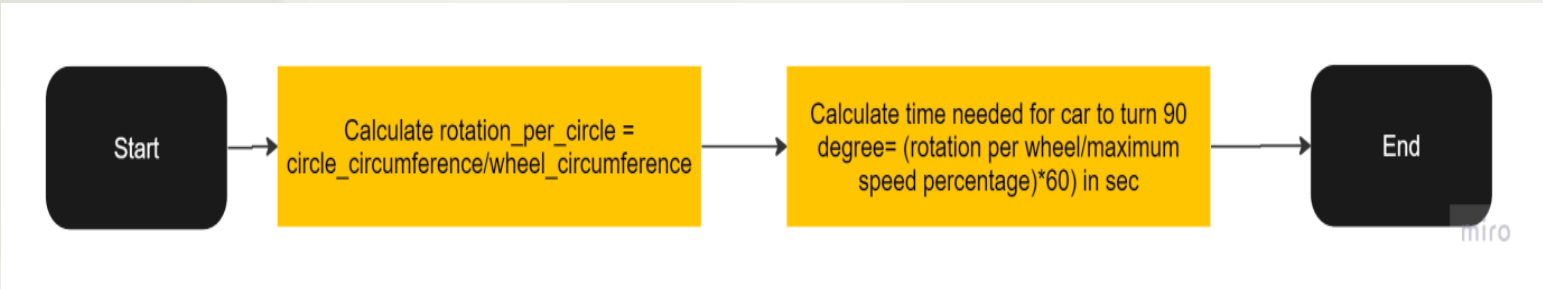 Start
Calculate rotation_per_circle =
circle_circumference/wheel_circumference
Calculate time needed for car to turn 90
degree= (rotation per wheel/maximum
speed percentage)*60) in sec
End
miro